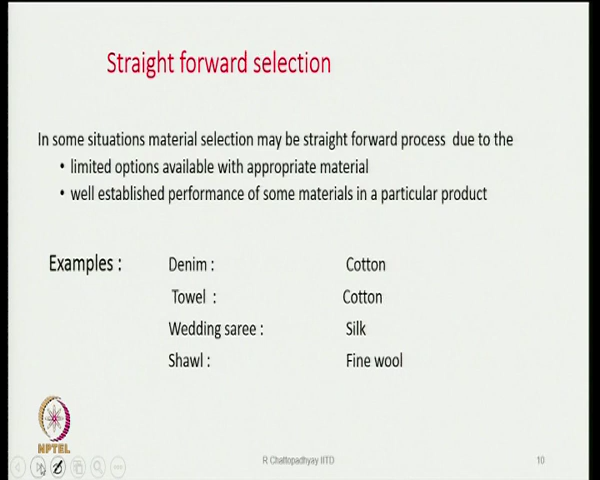 Straight forward selection
In some situations material selection may be straight forward process due to the
• limited options available with appropriate material
• well established performance of some materials in a particular product
Examples : Denim : Cotton
Towel : Cotton
Wedding saree : Silk
Shawl : Fine wool
NPTEL
R Chattopadhyay IITD 10